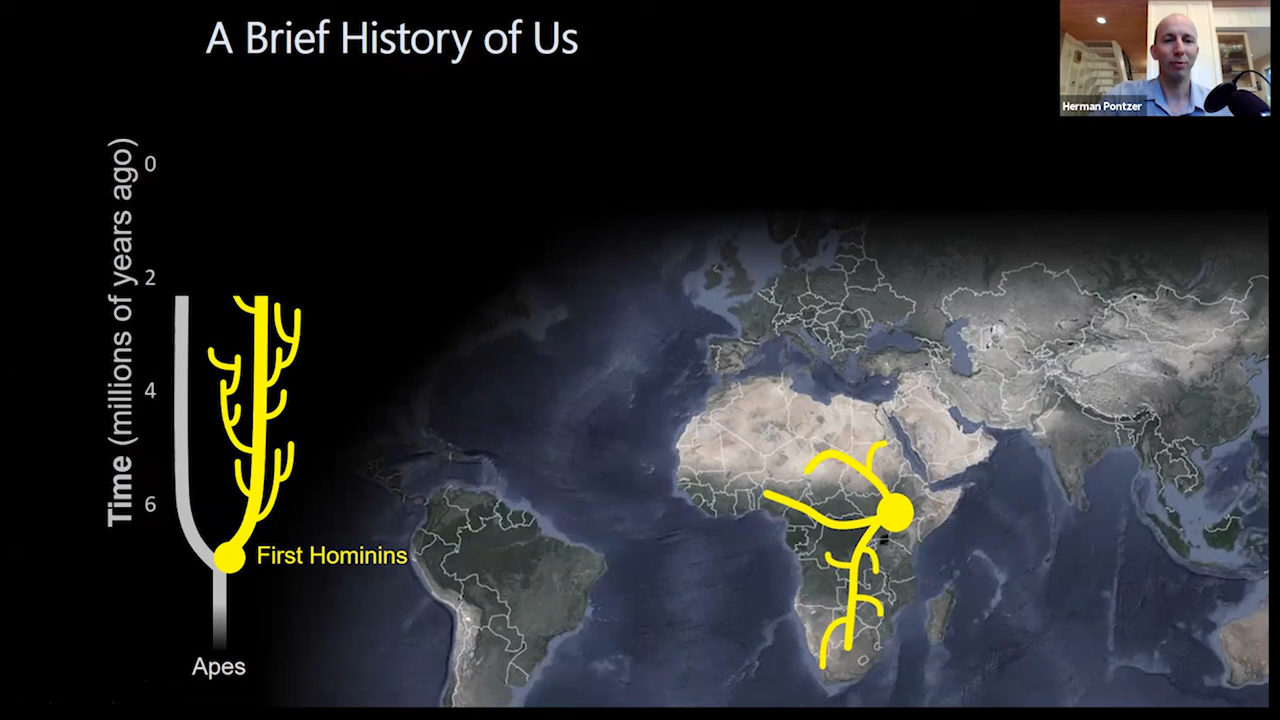 A Brief History of Us
Herman Pontzer
Time (millions of years ago)
0
2
4
6
First Hominins
Apes